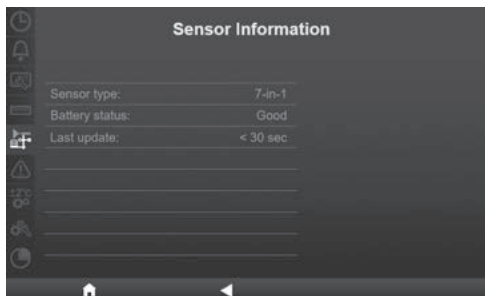 Sensor Information
Sensor type: 7-in-1
Battery status: Good
Last update: < 30 sec